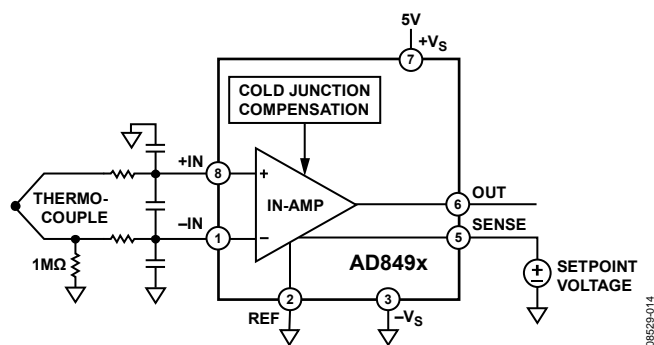 5V
+VS
7
COLD JUNCTION
COMPENSATION
+IN
8
+
THERMO-
COUPLE
IN-AMP
6
OUT
SENSE
–IN
1
–
5
1MΩ
AD849x
+
–
SETPOINT
VOLTAGE
2
3
REF
–VS
08529-014